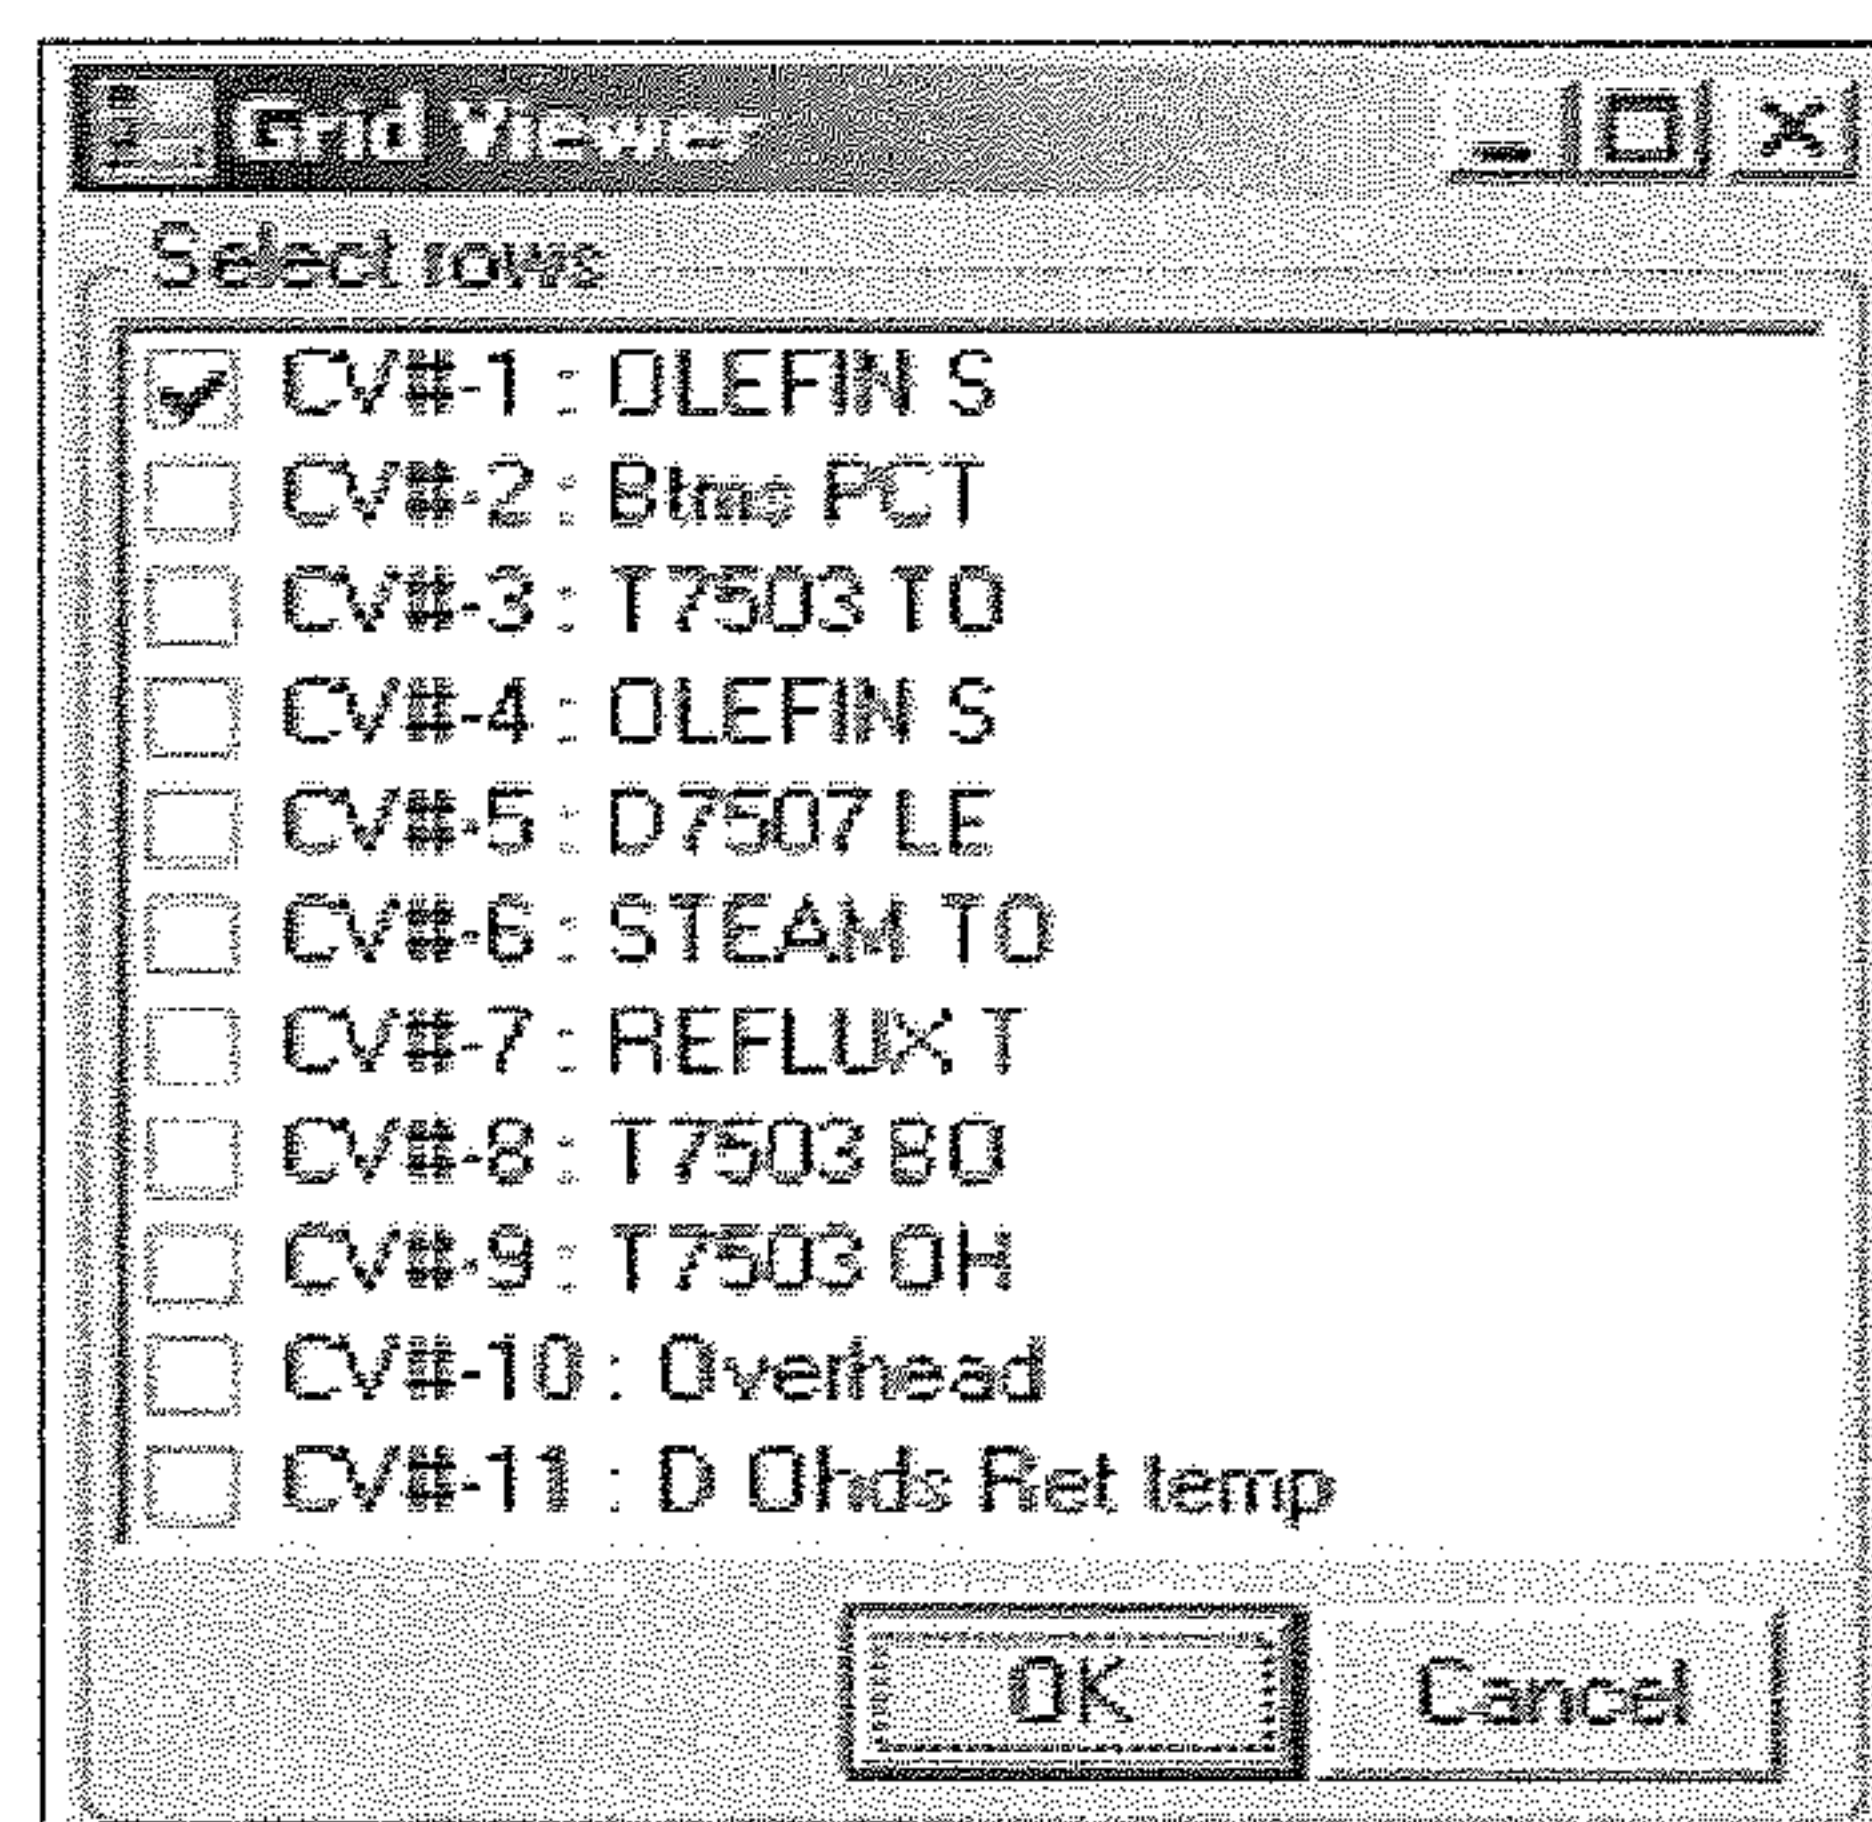 Grid Viewer
Select rows
CV#-1 : OLEFIN S
CV#-2 : Btms PCT
CV#-3 : T7503 TO
CV#-4 : OLEFIN S
CV#-5 : D7507 LE
CV#-6 : STEAM TO
CV#-7 : REFLUX T
CV#-8 : T7503 BO
CV#-9 : T7503 OH
CV#-10 : Overhead
CV#-11 : D Ohds Ret temp
OK Cancel